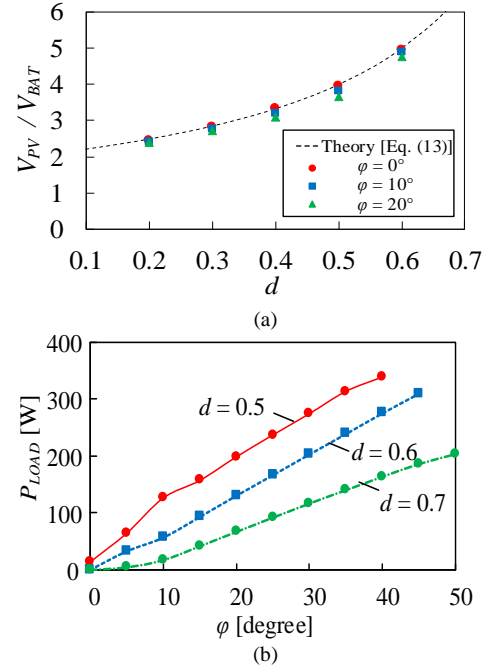 6
5
4
3
2
1
0
V_PV / V_BAT
Theory [Eq. (13)]
φ = 0°
φ = 10°
φ = 20°
0.1 0.2 0.3 0.4 0.5 0.6 0.7
d
(a)
400
300
200
100
0
P_LOAD [W]
d = 0.5
d = 0.6
d = 0.7
0 10 20 30 40 50
φ [degree]
(b)